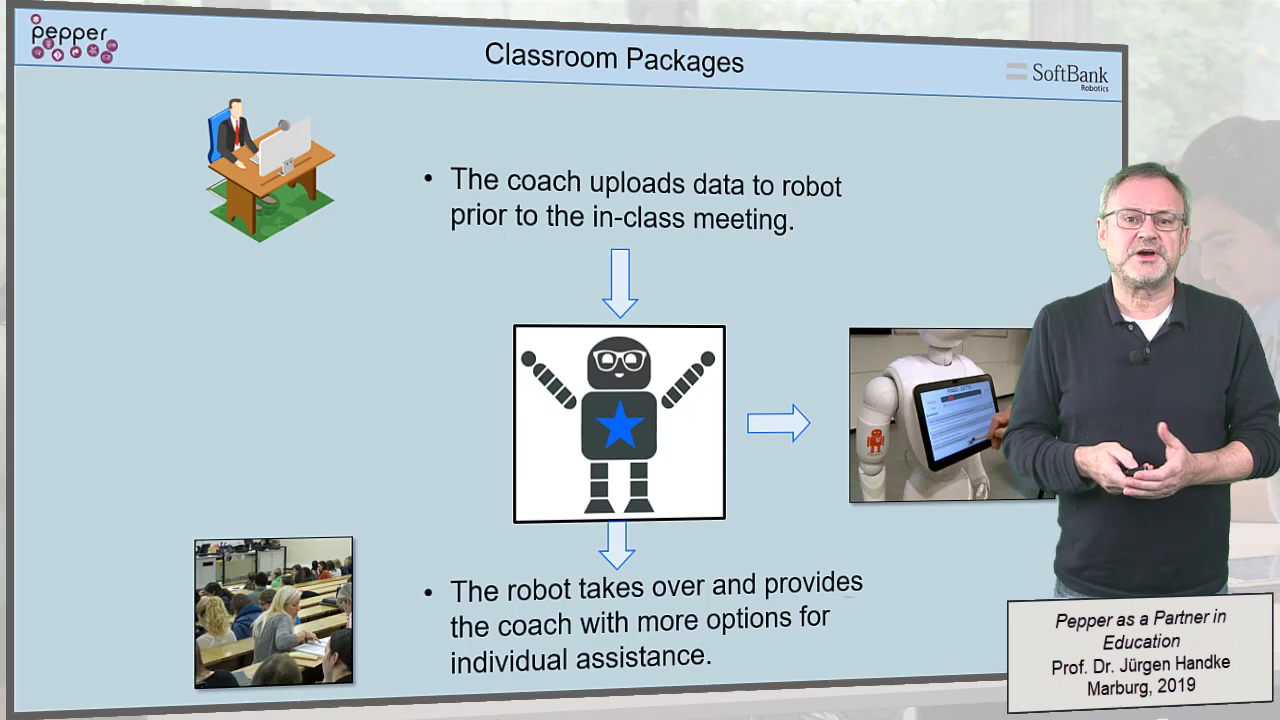 pepper
Classroom Packages
SoftBank
Robotics
• The coach uploads data to robot
prior to the in-class meeting.
• The robot takes over and provides
the coach with more options for
individual assistance.
Pepper as a Partner in
Education
Prof. Dr. Jürgen Handke
Marburg, 2019